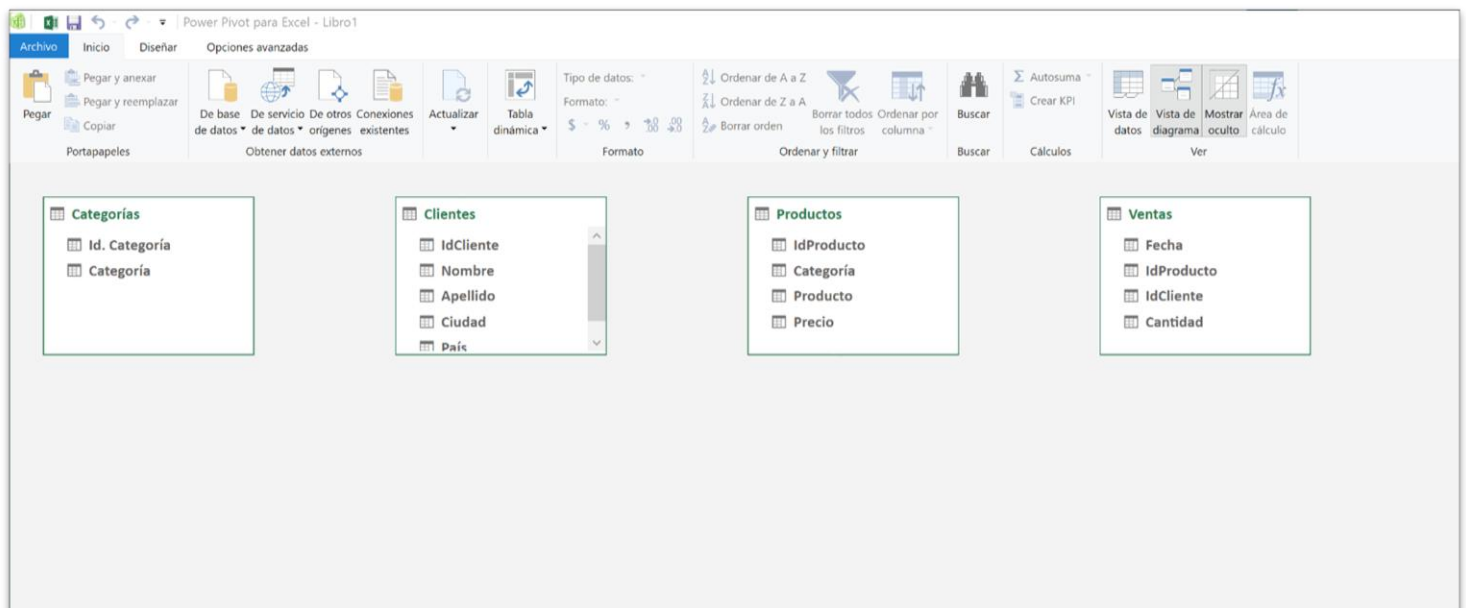 Power Pivot para Excel - Libro1
Archivo Inicio Diseñar Opciones avanzadas
Pegar
Pegar y anexar
Pegar y reemplazar
Copiar
Portapapeles
De base de datos
De servicio de datos
De otros orígenes
Conexiones existentes
Obtener datos externos
Actualizar
Tabla dinámica
Tipo de datos:
Formato:
$ % , .00 .00
Formato
Ordenar de A a Z
Ordenar de Z a A
Borrar orden
Borrar todos los filtros
Ordenar por columna
Ordenar y filtrar
Buscar
Buscar
Autosuma
Crear KPI
Cálculos
Vista de datos
Vista de diagrama
Mostrar oculto
Área de cálculo
Ver
Categorías
Id. Categoría
Categoría
Clientes
IdCliente
Nombre
Apellido
Ciudad
País
Productos
IdProducto
Categoría
Producto
Precio
Ventas
Fecha
IdProducto
IdCliente
Cantidad